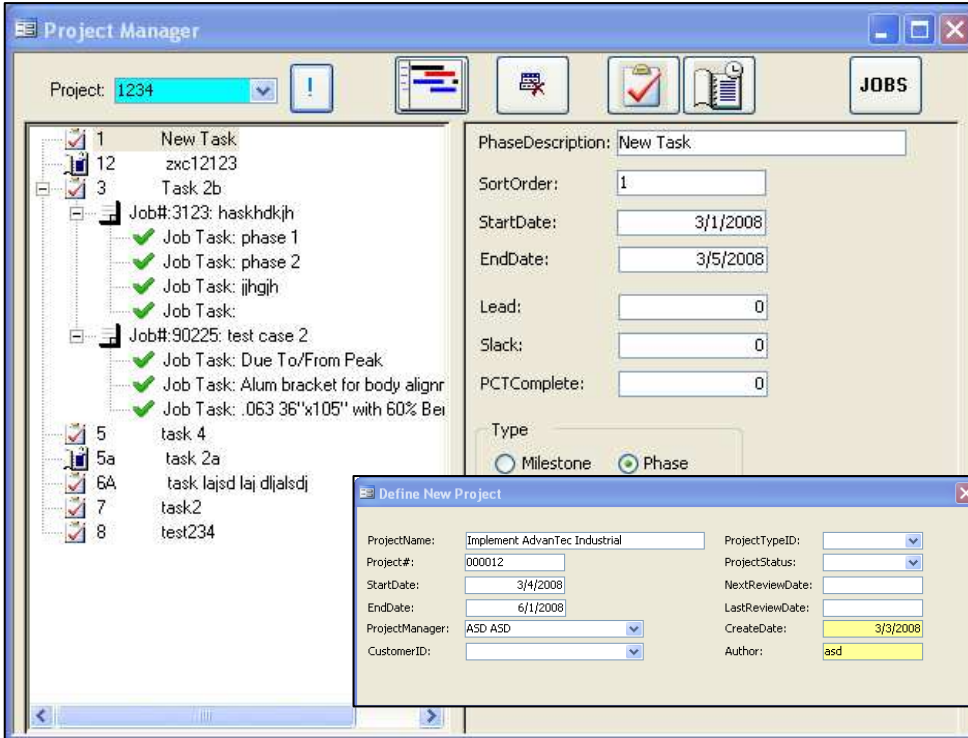 Project Manager
Project: 1234
!
JOBS
1 New Task
12 zxc12123
3 Task 2b
Job#:3123: haskhdkjh
Job Task: phase 1
Job Task: phase 2
Job Task: jjhgjh
Job Task:
Job#:90225: test case 2
Job Task: Due To/From Peak
Job Task: Alum bracket for body alignr
Job Task: .063 36"x105" with 60% Bei
5 task 4
5a task 2a
6A task lajsd laj dljalsdj
7 task2
8 test234
PhaseDescription: New Task
SortOrder: 1
StartDate: 3/1/2008
EndDate: 3/5/2008
Lead: 0
Slack: 0
PCTComplete: 0
Type
Milestone Phase
Define New Project
ProjectName: Implement AdvanTec Industrial
Project#: 000012
StartDate: 3/4/2008
EndDate: 6/1/2008
ProjectManager: ASD ASD
CustomerID:
ProjectTypeID:
ProjectStatus:
NextReviewDate:
LastReviewDate:
CreateDate: 3/3/2008
Author: asd